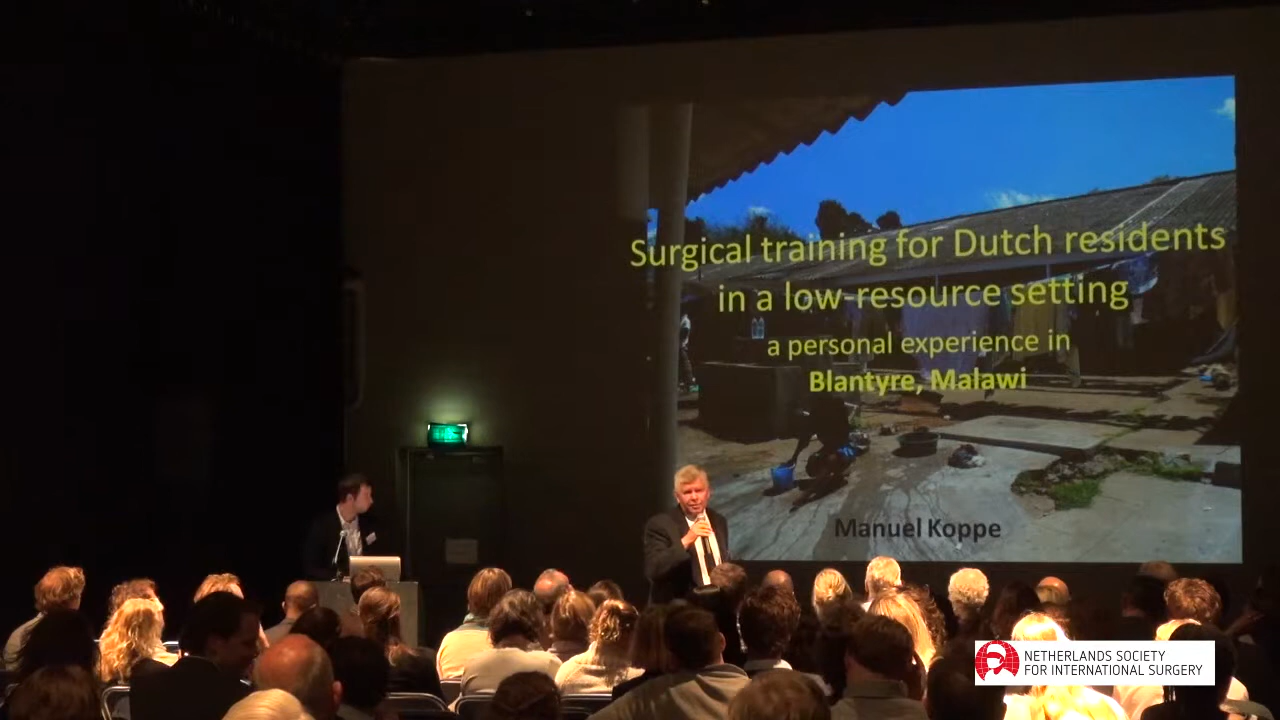 Surgical training for Dutch residents
in a low-resource setting
a personal experience in
Blantyre, Malawi
Manuel Koppe
NETHERLANDS SOCIETY
FOR INTERNATIONAL SURGERY